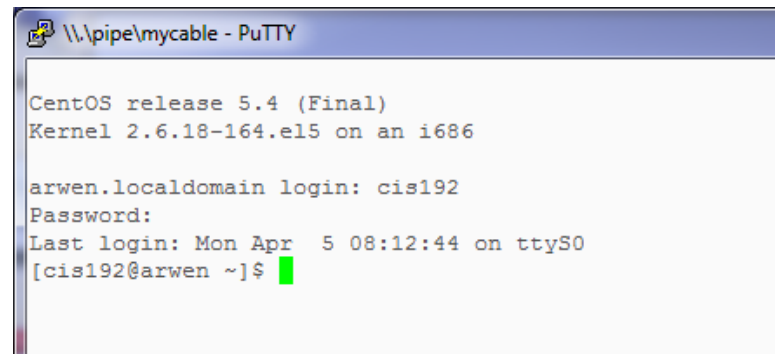 \\.\pipe\mycable - PuTTY
CentOS release 5.4 (Final)
Kernel 2.6.18-164.el5 on an i686
arwen.localdomain login: cis192
Password:
Last login: Mon Apr  5 08:12:44 on ttyS0
[cis192@arwen ~]$